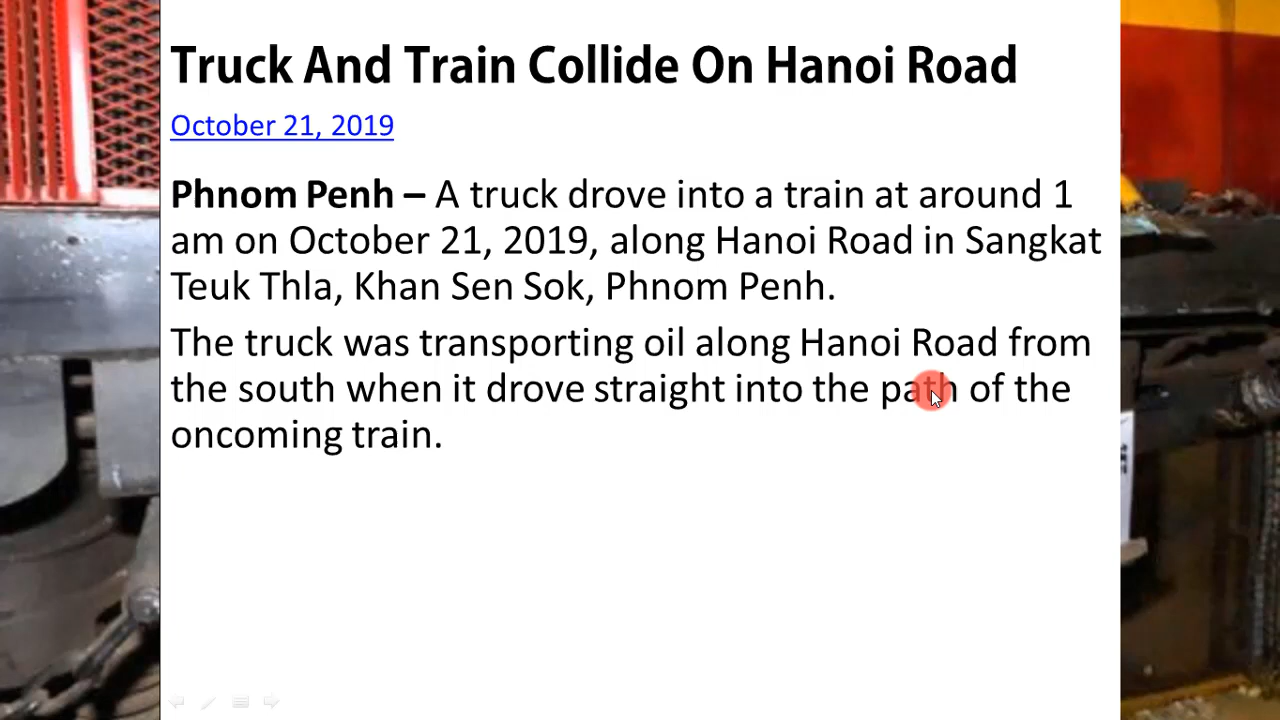 Truck And Train Collide On Hanoi Road
October 21, 2019
Phnom Penh – A truck drove into a train at around 1
am on October 21, 2019, along Hanoi Road in Sangkat
Teuk Thla, Khan Sen Sok, Phnom Penh.
The truck was transporting oil along Hanoi Road from
the south when it drove straight into the path of the
oncoming train.